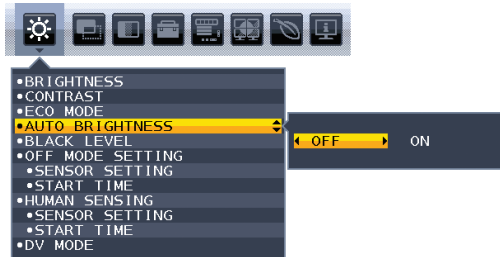 •BRIGHTNESS
•CONTRAST
•ECO MODE
•AUTO BRIGHTNESS
OFF ON
•BLACK LEVEL
•OFF MODE SETTING
•SENSOR SETTING
•START TIME
•HUMAN SENSING
•SENSOR SETTING
•START TIME
•DV MODE